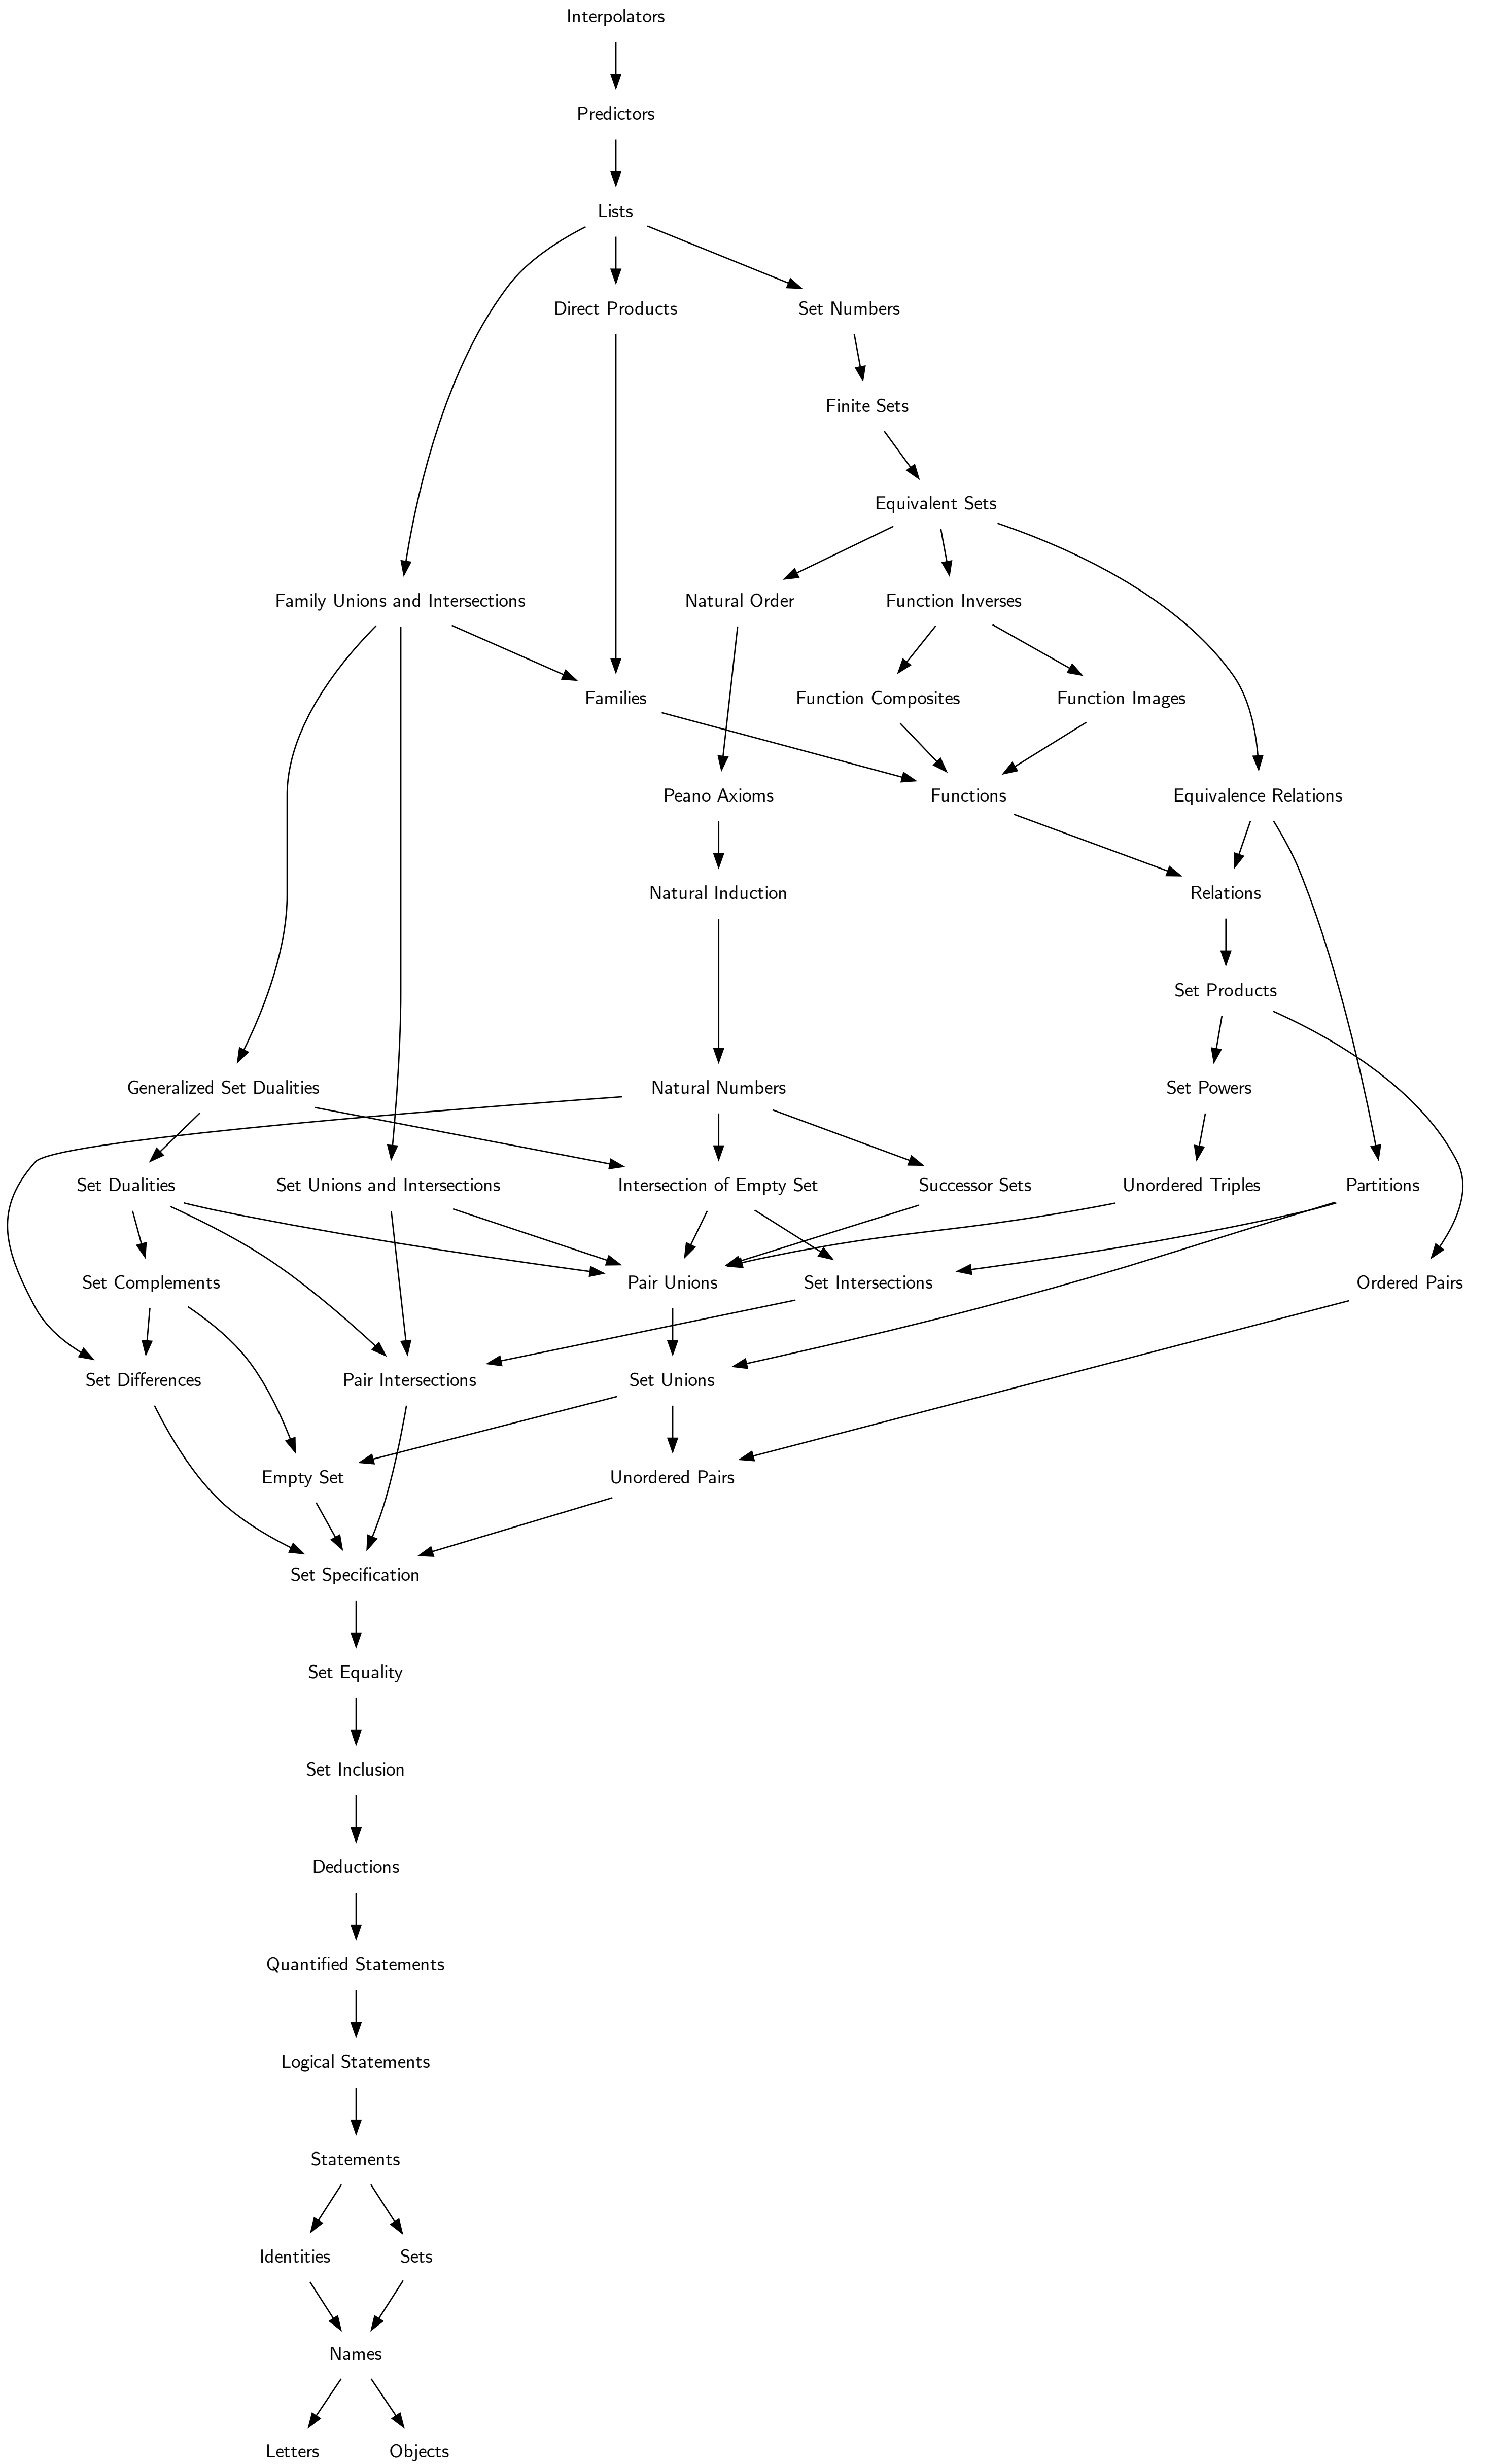 Interpolators
Predictors
Lists
Direct Products
Set Numbers
Finite Sets
Equivalent Sets
Family Unions and Intersections
Natural Order
Function Inverses
Families
Function Composites
Function Images
Peano Axioms
Functions
Equivalence Relations
Natural Induction
Relations
Set Products
Generalized Set Dualities
Natural Numbers
Set Powers
Set Dualities
Set Unions and Intersections
Intersection of Empty Set
Successor Sets
Unordered Triples
Partitions
Set Complements
Pair Unions
Set Intersections
Ordered Pairs
Set Differences
Pair Intersections
Set Unions
Empty Set
Unordered Pairs
Set Specification
Set Equality
Set Inclusion
Deductions
Quantified Statements
Logical Statements
Statements
Identities
Sets
Names
Letters
Objects